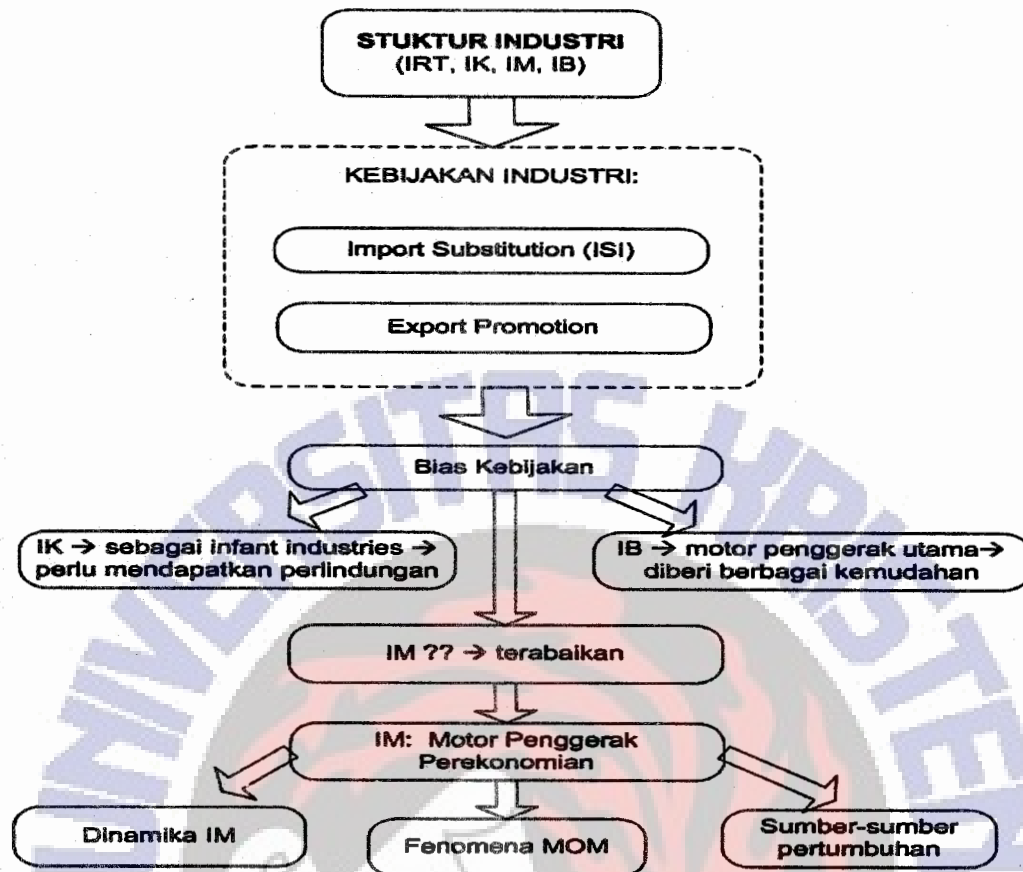 STUKTUR INDUSTRI
(IRT, IK, IM, IB)
KEBIJAKAN INDUSTRI:
Import Substitution (ISI)
Export Promotion
Bias Kebijakan
IK → sebagai infant industries →
perlu mendapatkan perlindungan
IB → motor penggerak utama→
diberi berbagai kemudahan
IM ?? → terabaikan
IM: Motor Penggerak
Perekonomian
Dinamika IM
Fenomena MOM
Sumber-sumber
pertumbuhan
UNIVERSITAS KRISTEN